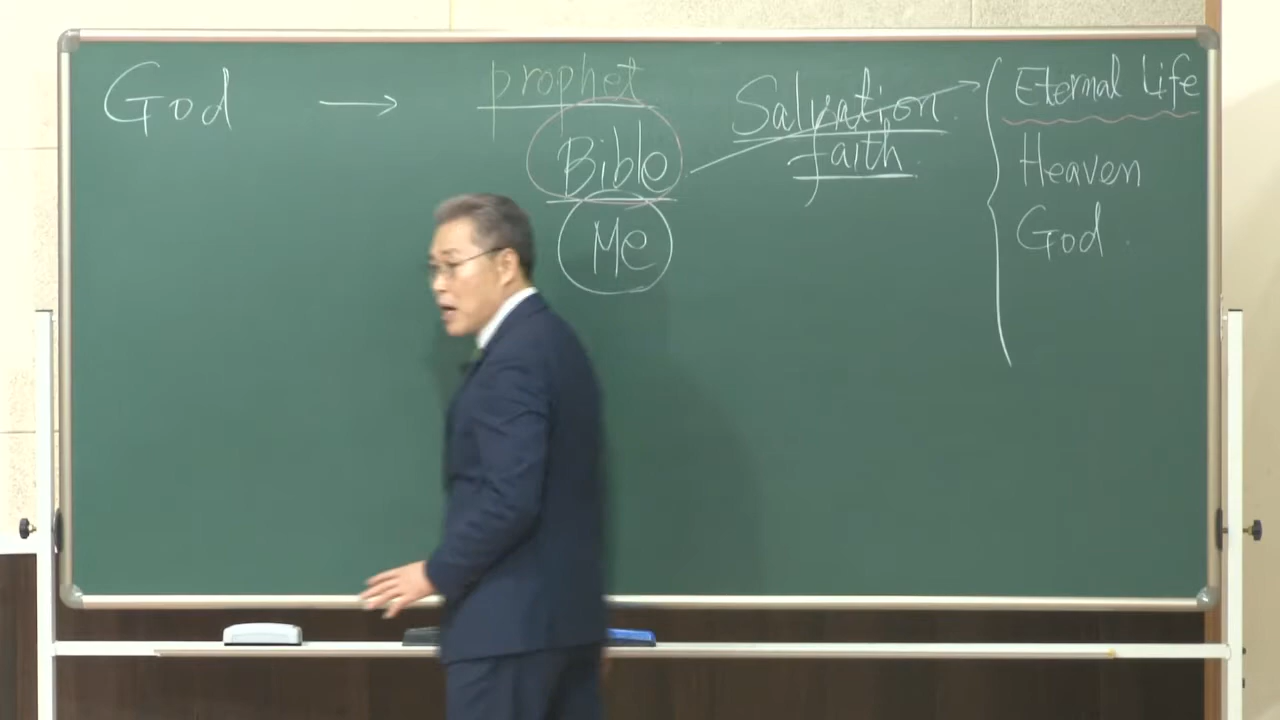 God → prophet
Bible
Me
Salvation
faith
Eternal Life
Heaven
God